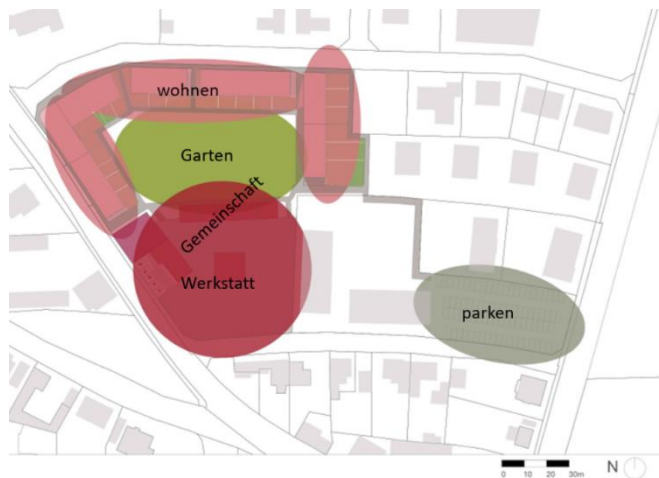 wohnen
Garten
Gemeinschaft
Werkstatt
parken
0 10 20 30m
N